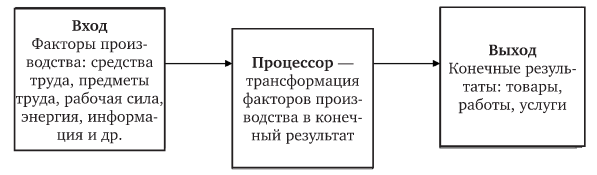 Вход
Факторы произ-
водства: средства
труда, предметы
труда, рабочая сила,
энергия, информа-
ция и др.
Процессор —
трансформация
факторов произ-
водства в конеч-
ный результат
Выход
Конечные резуль-
таты: товары,
работы, услуги